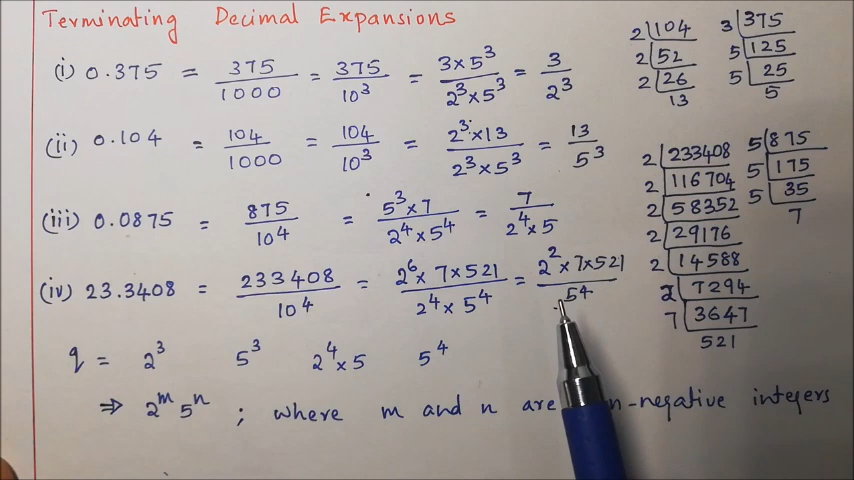 Terminating Decimal Expansions
(i) 0.375 = 375/1000 = 375/10³ = 3×5³/2³×5³ = 3/2³
(ii) 0.104 = 104/1000 = 104/10³ = 2³×13/2³×5³ = 13/5³
(iii) 0.0875 = 875/10⁴ = 5³×7/2⁴×5⁴ = 7/2⁴×5
(iv) 23.3408 = 233408/10⁴ = 2⁶×7×521/2⁴×5⁴ = 2²×7×521/5⁴
q = 2³ 5³ 2⁴×5 5⁴
⇒ 2ᵐ 5ⁿ ; where m and n are n-negative integers
2 104
2 52
2 26
13
3 375
5 125
5 25
5
2 233408
2 116704
2 58352
2 29176
2 14588
2 7294
7 3647
521
5 875
5 175
5 35
7